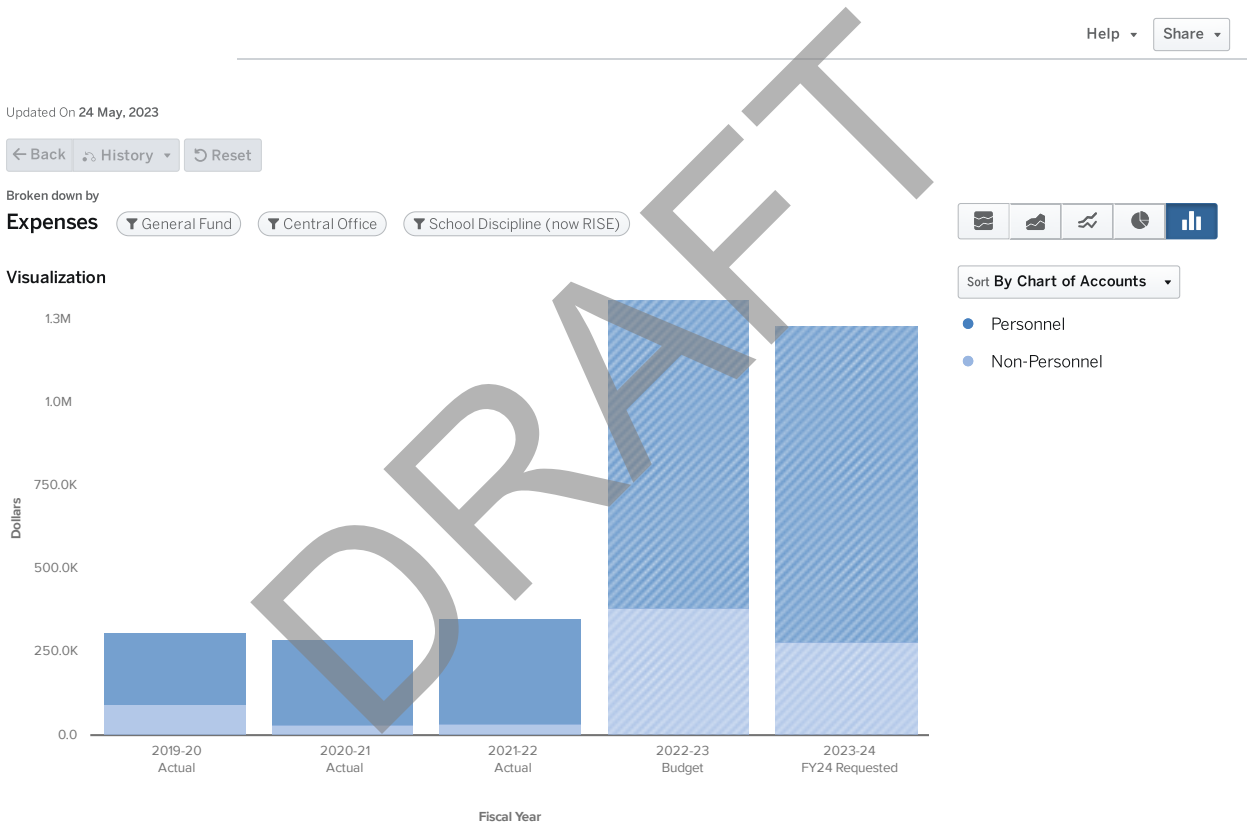 Help
Share
Updated On 24 May, 2023
Back
History
Reset
Broken down by
Expenses
General Fund
Central Office
School Discipline (now RISE)
Visualization
Sort By Chart of Accounts
Personnel
Non-Personnel
1.3M
1.0M
750.0K
500.0K
250.0K
0.0
Dollars
2019-20
Actual
2020-21
Actual
2021-22
Actual
2022-23
Budget
2023-24
FY24 Requested
Fiscal Year
DRAFT